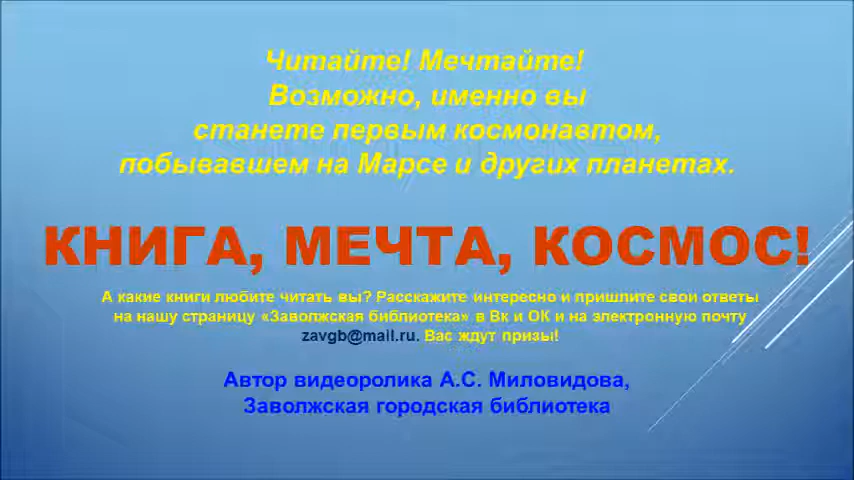 Читайте! Мечтайте!
Возможно, именно вы
станете первым космонавтом,
побывавшем на Марсе и других планетах.
КНИГА, МЕЧТА, КОСМОС!
А какие книги любите читать вы? Расскажите интересно и пришлите свои ответы
на нашу страницу «Заволжская библиотека» в Вк и ОК и на электронную почту
zavgb@mail.ru. Вас ждут призы!
Автор видеоролика А.С. Миловидова,
Заволжская городская библиотека